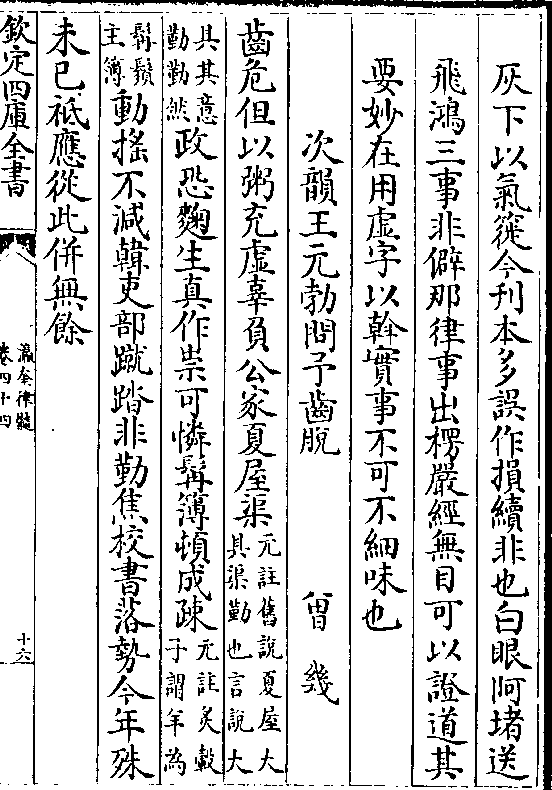 灰下以氣簁今刊本多誤作損續非也白眼阿堵送
飛鴻三事非僻那律事出楞嚴經無目可以證道其
要妙在用虛字以斡實事不可不細味也
次韻王元勃問予齒脫　曾幾
齒危但以粥充虛辜負公家夏屋渠元註舊說夏屋大具渠勤也言說大
具其意勤勤然政恐麴生真作祟可憐髯簿頓成疎元註炙轂子謂羊為
髯鬚主簿動搖不減韓吏部蹴踏非勤焦校書落勢今年殊
未已祇應從此併無餘
欽定四庫全書
瀛奎律髓
卷四十四
十六